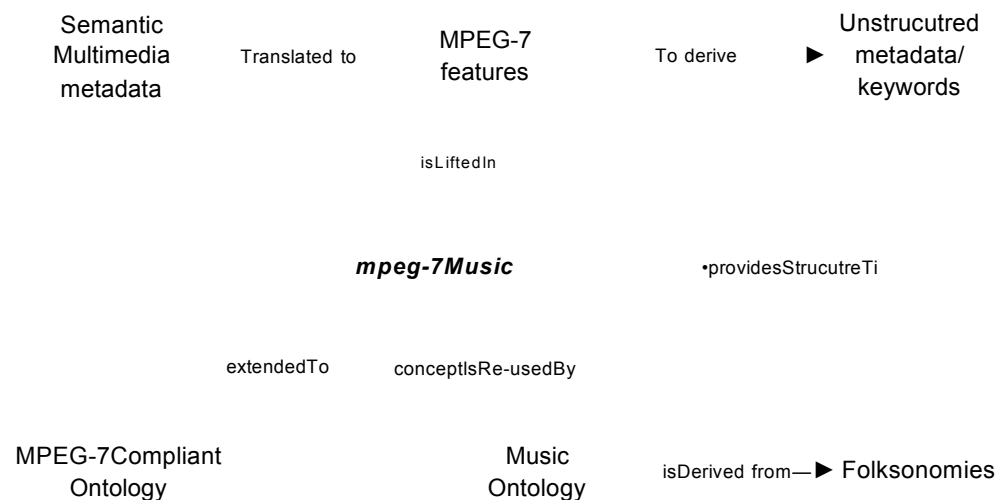 Semantic
Multimedia
metadata
Translated to
MPEG-7
features
To derive
Unstrucutred
metadata/
keywords
isLiftedIn
mpeg-7Music
•providesStrucutreTi
extendedTo
conceptIsRe-usedBy
MPEG-7Compliant
Ontology
Music
Ontology
isDerived from—► Folksonomies